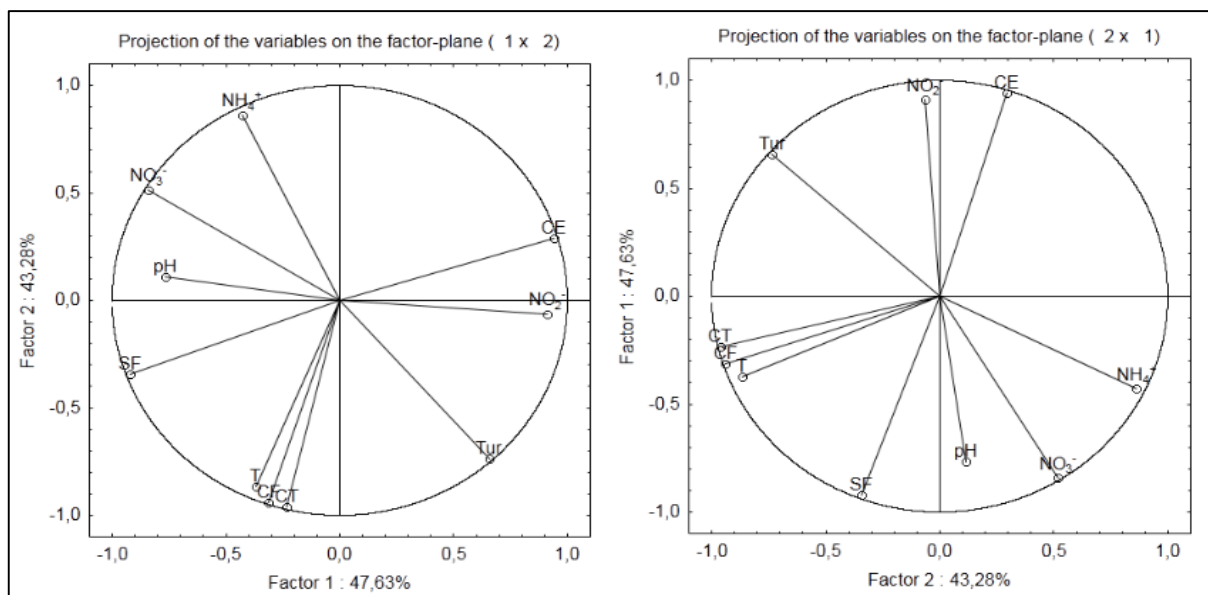 Projection of the variables on the factor-plane ( 1 x 2)
1,0
0,5
0,0
-0,5
-1,0
Factor 2 : 43,28%
NH₄⁺
NO₃⁻
CE
pH
NO₂⁻
SF
Tur
T
CF
CT
-1,0 -0,5 0,0 0,5 1,0
Factor 1 : 47,63%
Projection of the variables on the factor-plane ( 2 x 1)
1,0
0,5
0,0
-0,5
-1,0
Factor 1 : 47,63%
NO₂⁻
CE
Tur
CT
CF
T
NH₄⁺
pH
NO₃⁻
SF
-1,0 -0,5 0,0 0,5 1,0
Factor 2 : 43,28%